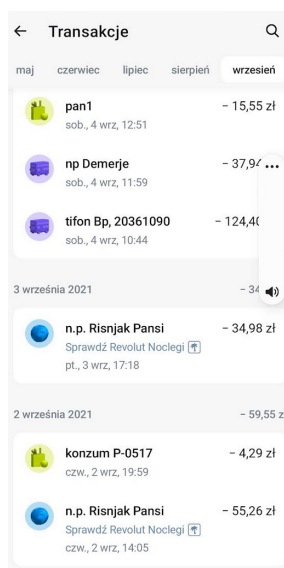 Transakcje
maj czerwiec lipiec sierpień wrzesień
pan1 − 15,55 zł
sob., 4 wrz, 12:51
np Demerje − 37,94
sob., 4 wrz, 11:59
tifon Bp, 20361090 − 124,40
sob., 4 wrz, 10:44
3 września 2021 − 34
n.p. Risnjak Pansi − 34,98 zł
Sprawdź Revolut Noclegi
pt., 3 wrz, 17:18
2 września 2021 − 59,55 z
konzum P-0517 − 4,29 zł
czw., 2 wrz, 19:59
n.p. Risnjak Pansi − 55,26 zł
Sprawdź Revolut Noclegi
czw., 2 wrz, 14:05